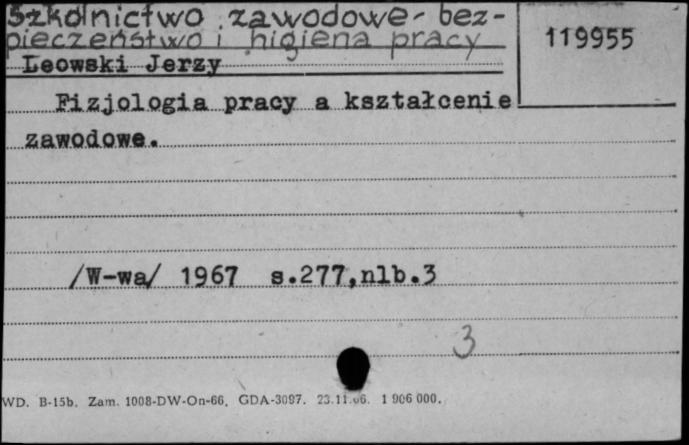 Szkolnictwo zawodowe - bez-
pieczeństwo i higiena pracy
119955
Leowski Jerzy
Fizjologia pracy a kształcenie
zawodowe.
/W-wa/ 1967 s.277,nlb.3
3
WD. B-15b. Zam. 1008-DW-On-66. GDA-3097. 23.11.66. 1 906 000.